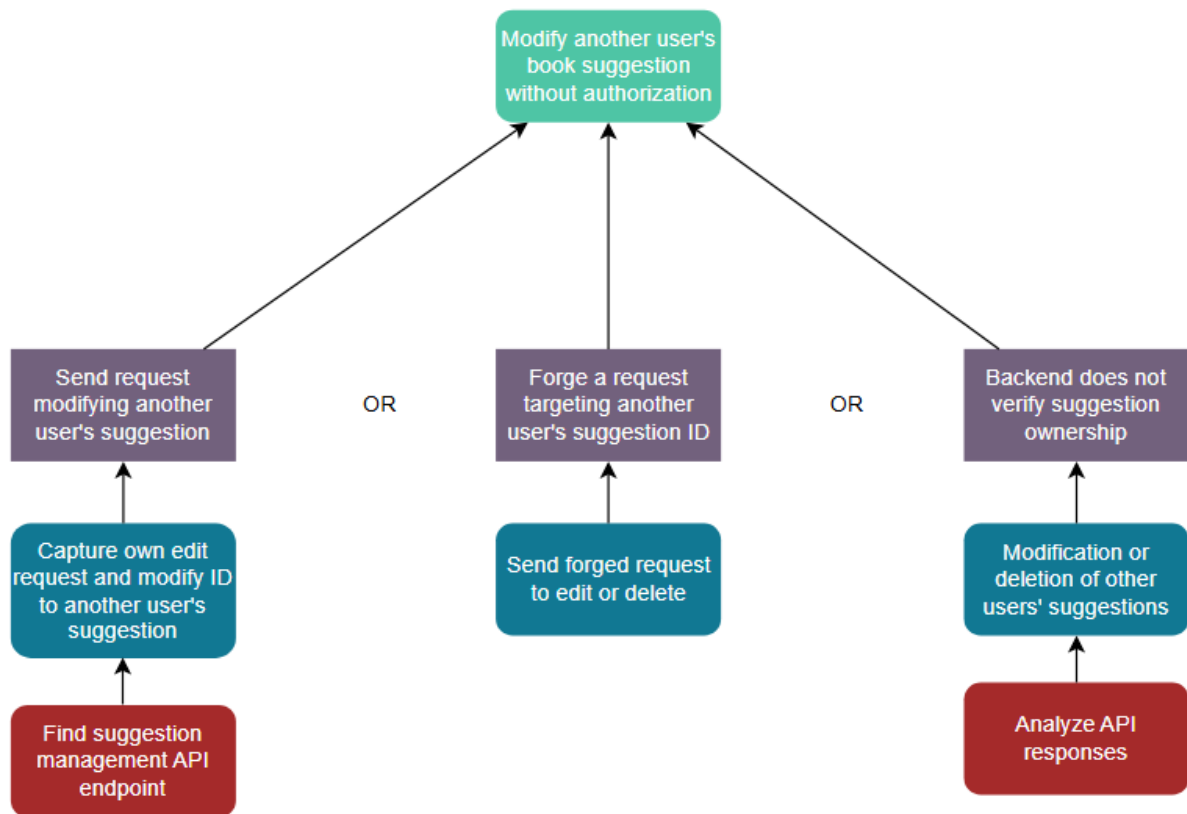 Modify another user's
book suggestion
without authorization
Send request
modifying another
user's suggestion
OR
Forge a request
targeting another
user's suggestion ID
OR
Backend does not
verify suggestion
ownership
Capture own edit
request and modify ID
to another user's
suggestion
Send forged request
to edit or delete
Modification or
deletion of other
users' suggestions
Find suggestion
management API
endpoint
Analyze API
responses